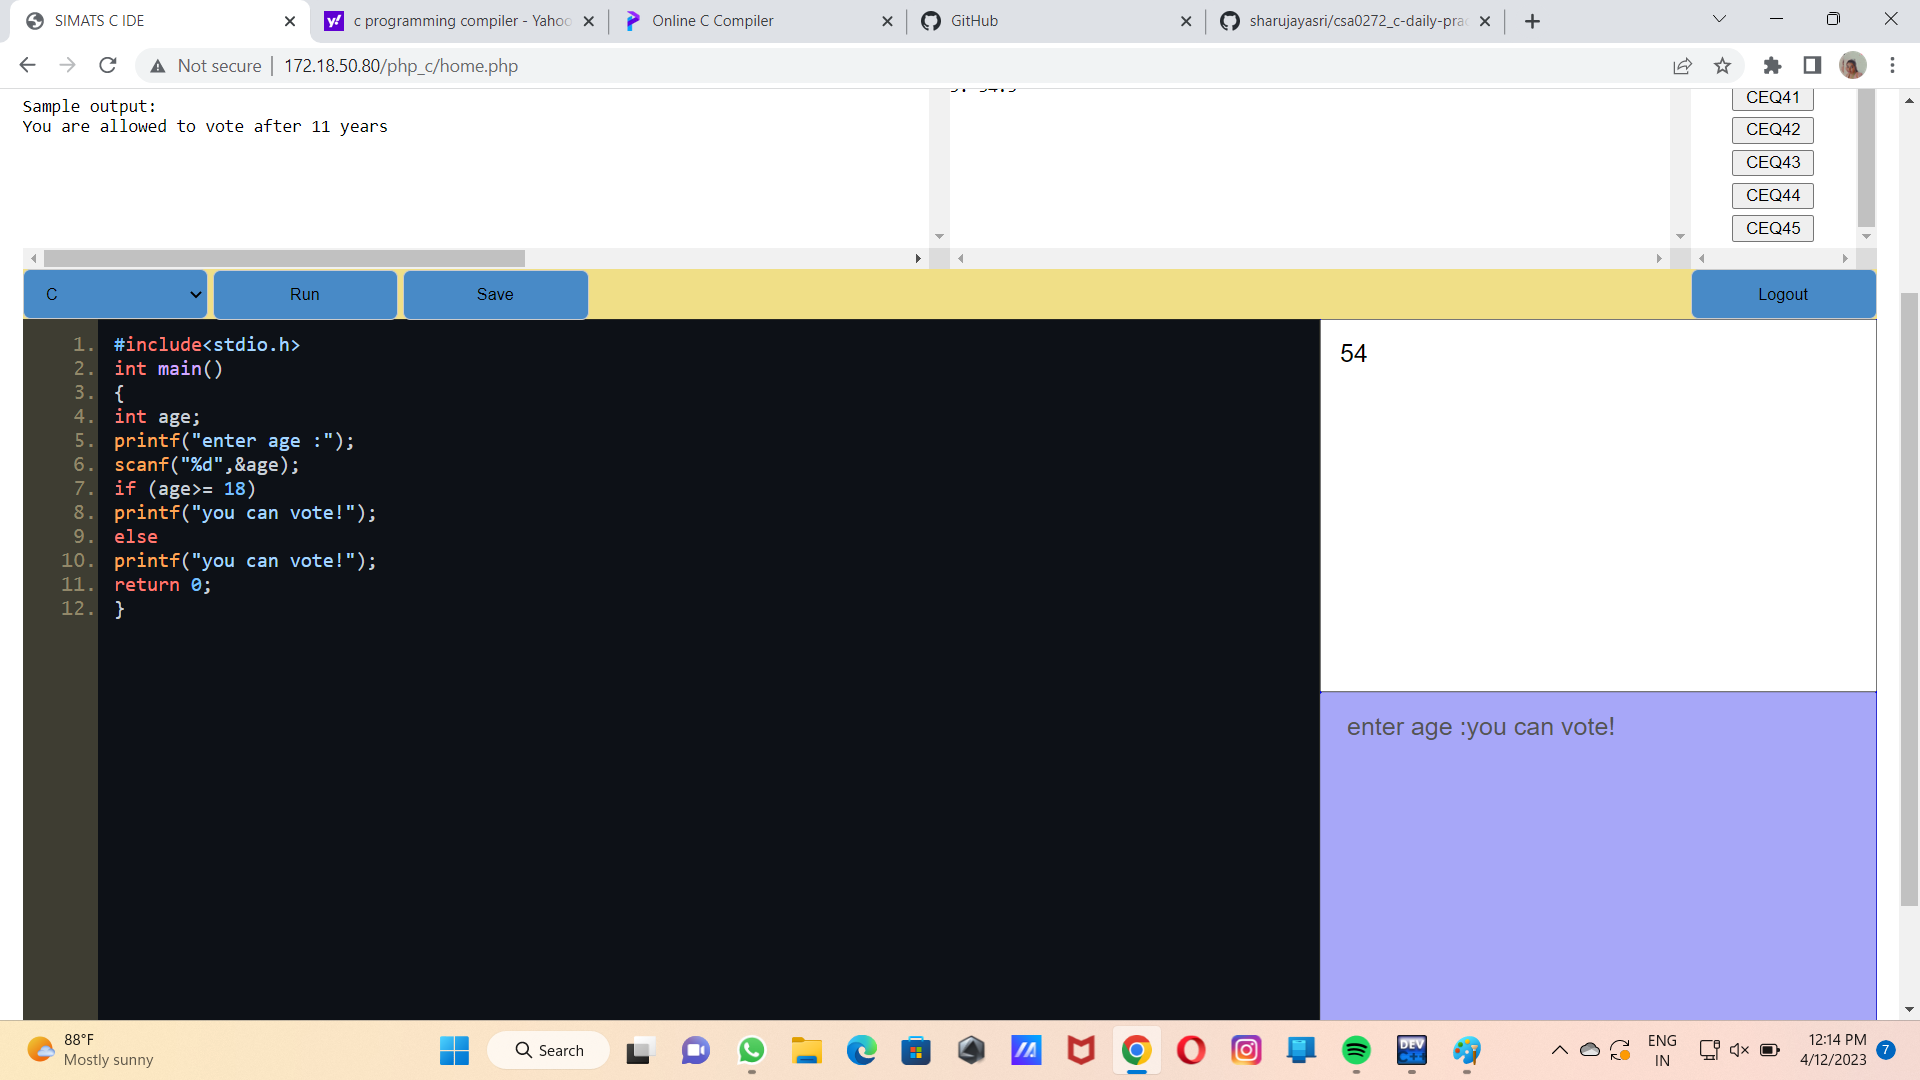 SIMATS C IDE
c programming compiler - Yahoo
Online C Compiler
GitHub
sharujayasri/csa0272_c-daily-prac
Not secure
172.18.50.80/php_c/home.php
Sample output:
You are allowed to vote after 11 years
CEQ41
CEQ42
CEQ43
CEQ44
CEQ45
C
Run
Save
Logout
1. #include<stdio.h>
2. int main()
3. {
4. int age;
5. printf("enter age :");
6. scanf("%d",&age);
7. if (age>= 18)
8. printf("you can vote!");
9. else
10. printf("you can vote!");
11. return 0;
12. }
54
enter age :you can vote!
88°F
Mostly sunny
Search
DEV
ENG
IN
12:14 PM
4/12/2023
7